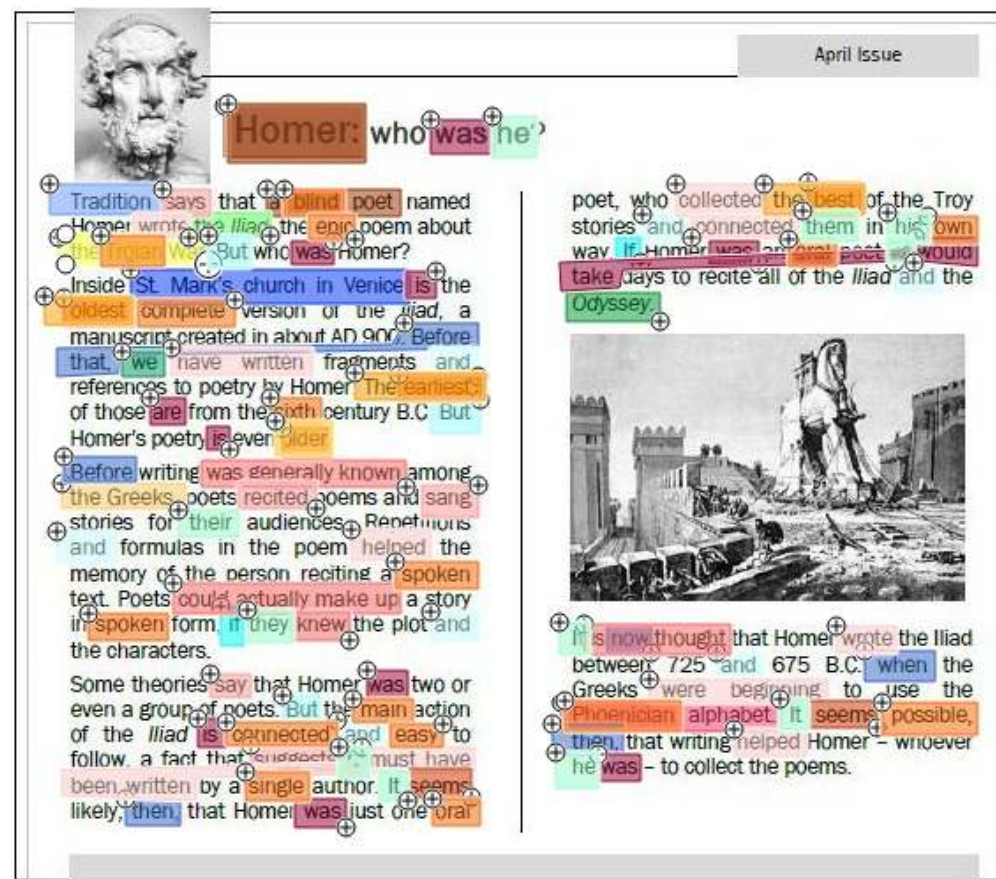 April Issue
Homer: who was he?
Tradition says that a blind poet named
Homer wrote the Iliad, the epic poem about
the Trojan War. But who was Homer?
Inside St. Mark's church in Venice is the
oldest complete version of the Iliad, a
manuscript created in about AD 900. Before
that, we have written fragments and
references to poetry by Homer. The earliest
of those are from the sixth century B.C. But
Homer's poetry is even older
Before writing was generally known among
the Greeks, poets recited poems and sang
stories for their audiences. Repetitions
and formulas in the poem helped the
memory of the person reciting a spoken
text. Poets could actually make up a story
in spoken form, if they knew the plot and
the characters.
Some theories say that Homer was two or
even a group of poets. But the main action
of the Iliad is connected and easy to
follow, a fact that suggests it must have
been written by a single author. It seems
likely, then, that Homer was just one oral
poet, who collected the best of the Troy
stories and connected them in his own
way. If Homer was an oral poet it would
take days to recite all of the Iliad and the
Odyssey.
It is now thought that Homer wrote the Iliad
between 725 and 675 B.C. when the
Greeks were beginning to use the
Phoenician alphabet. It seems possible,
then, that writing helped Homer – whoever
he was – to collect the poems.